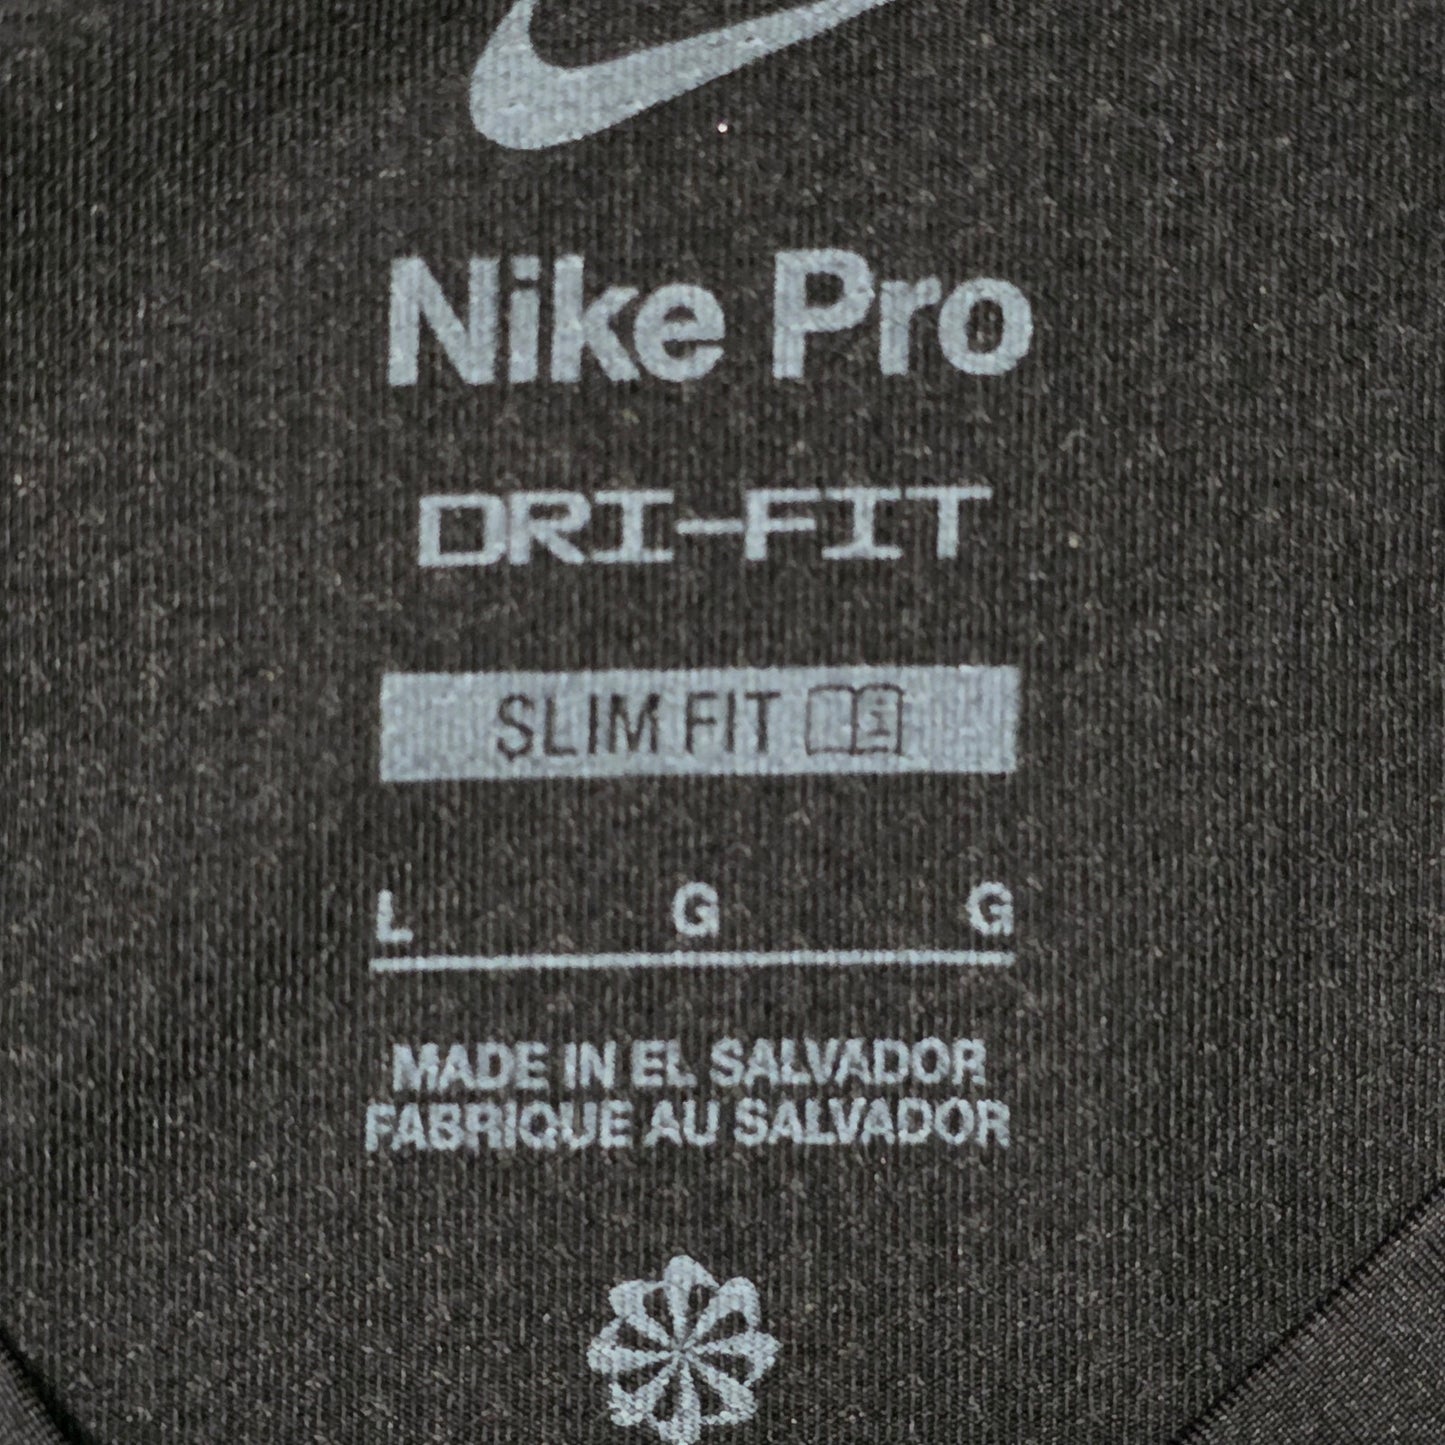 Nike Pro
DRI-FIT
SLIM FIT
L G G
MADE IN EL SALVADOR
FABRIQUE AU SALVADOR